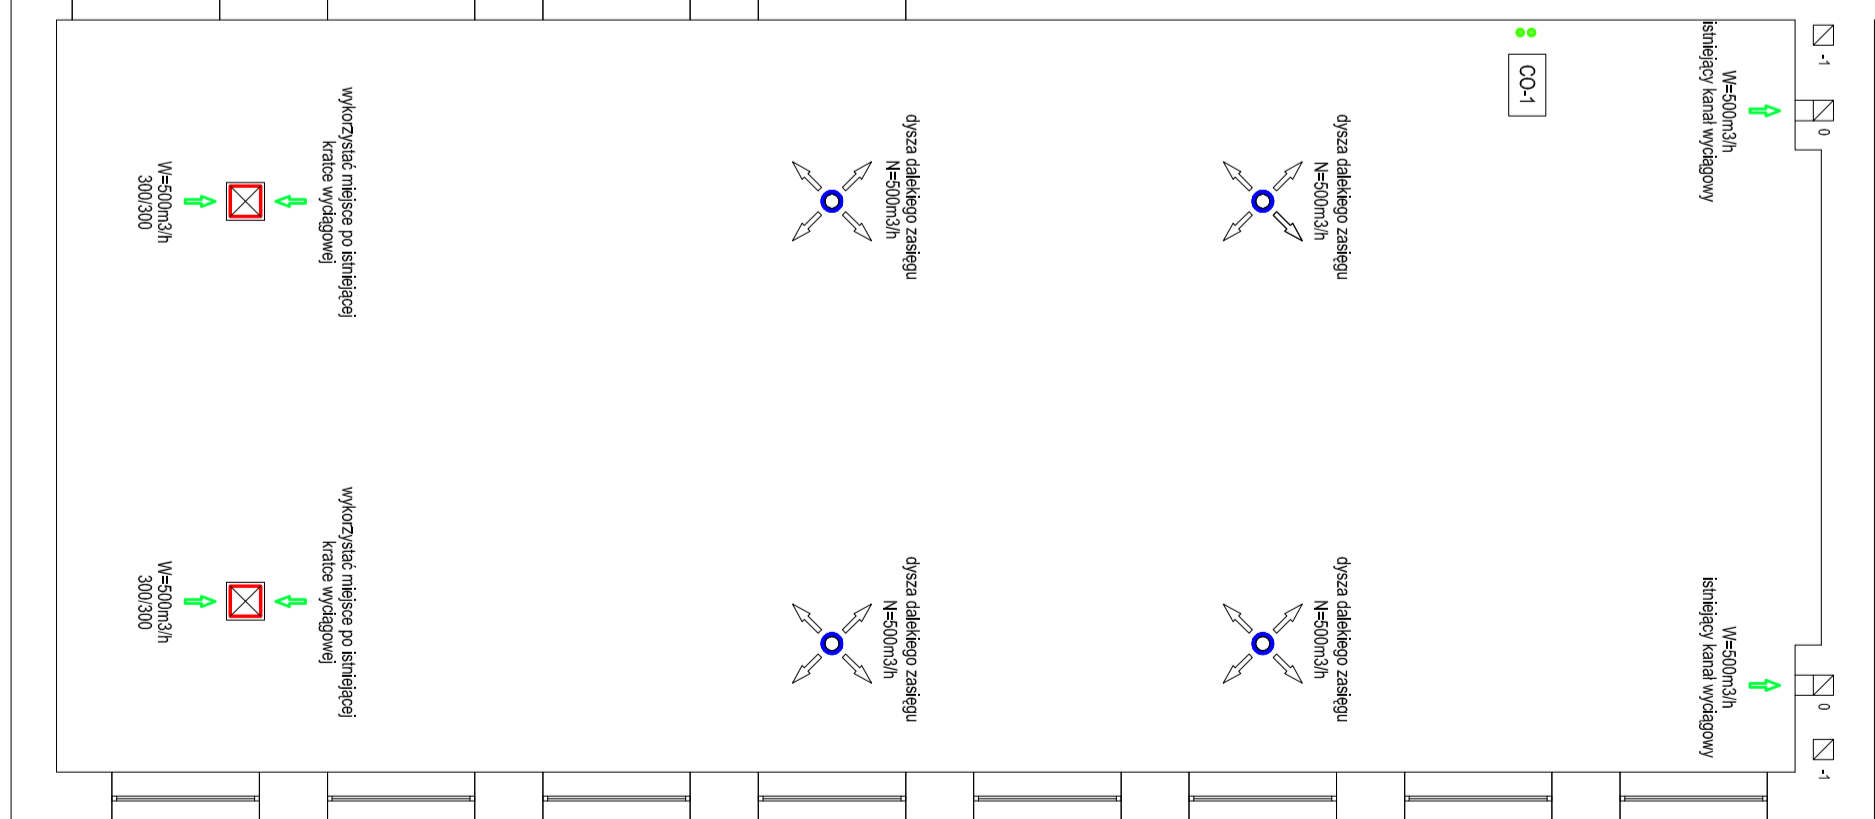 wykorzystać miejsce po istniejącej
kratce wyciągowej
W=500m3/h
300/300
dysza dalekiego zasięgu
N=500m3/h
dysza dalekiego zasięgu
N=500m3/h
CO-1
W=500m3/h
istniejący kanał wyciągowy
-1
0
wykorzystać miejsce po istniejącej
kratce wyciągowej
W=500m3/h
300/300
dysza dalekiego zasięgu
N=500m3/h
dysza dalekiego zasięgu
N=500m3/h
W=500m3/h
istniejący kanał wyciągowy
0
-1